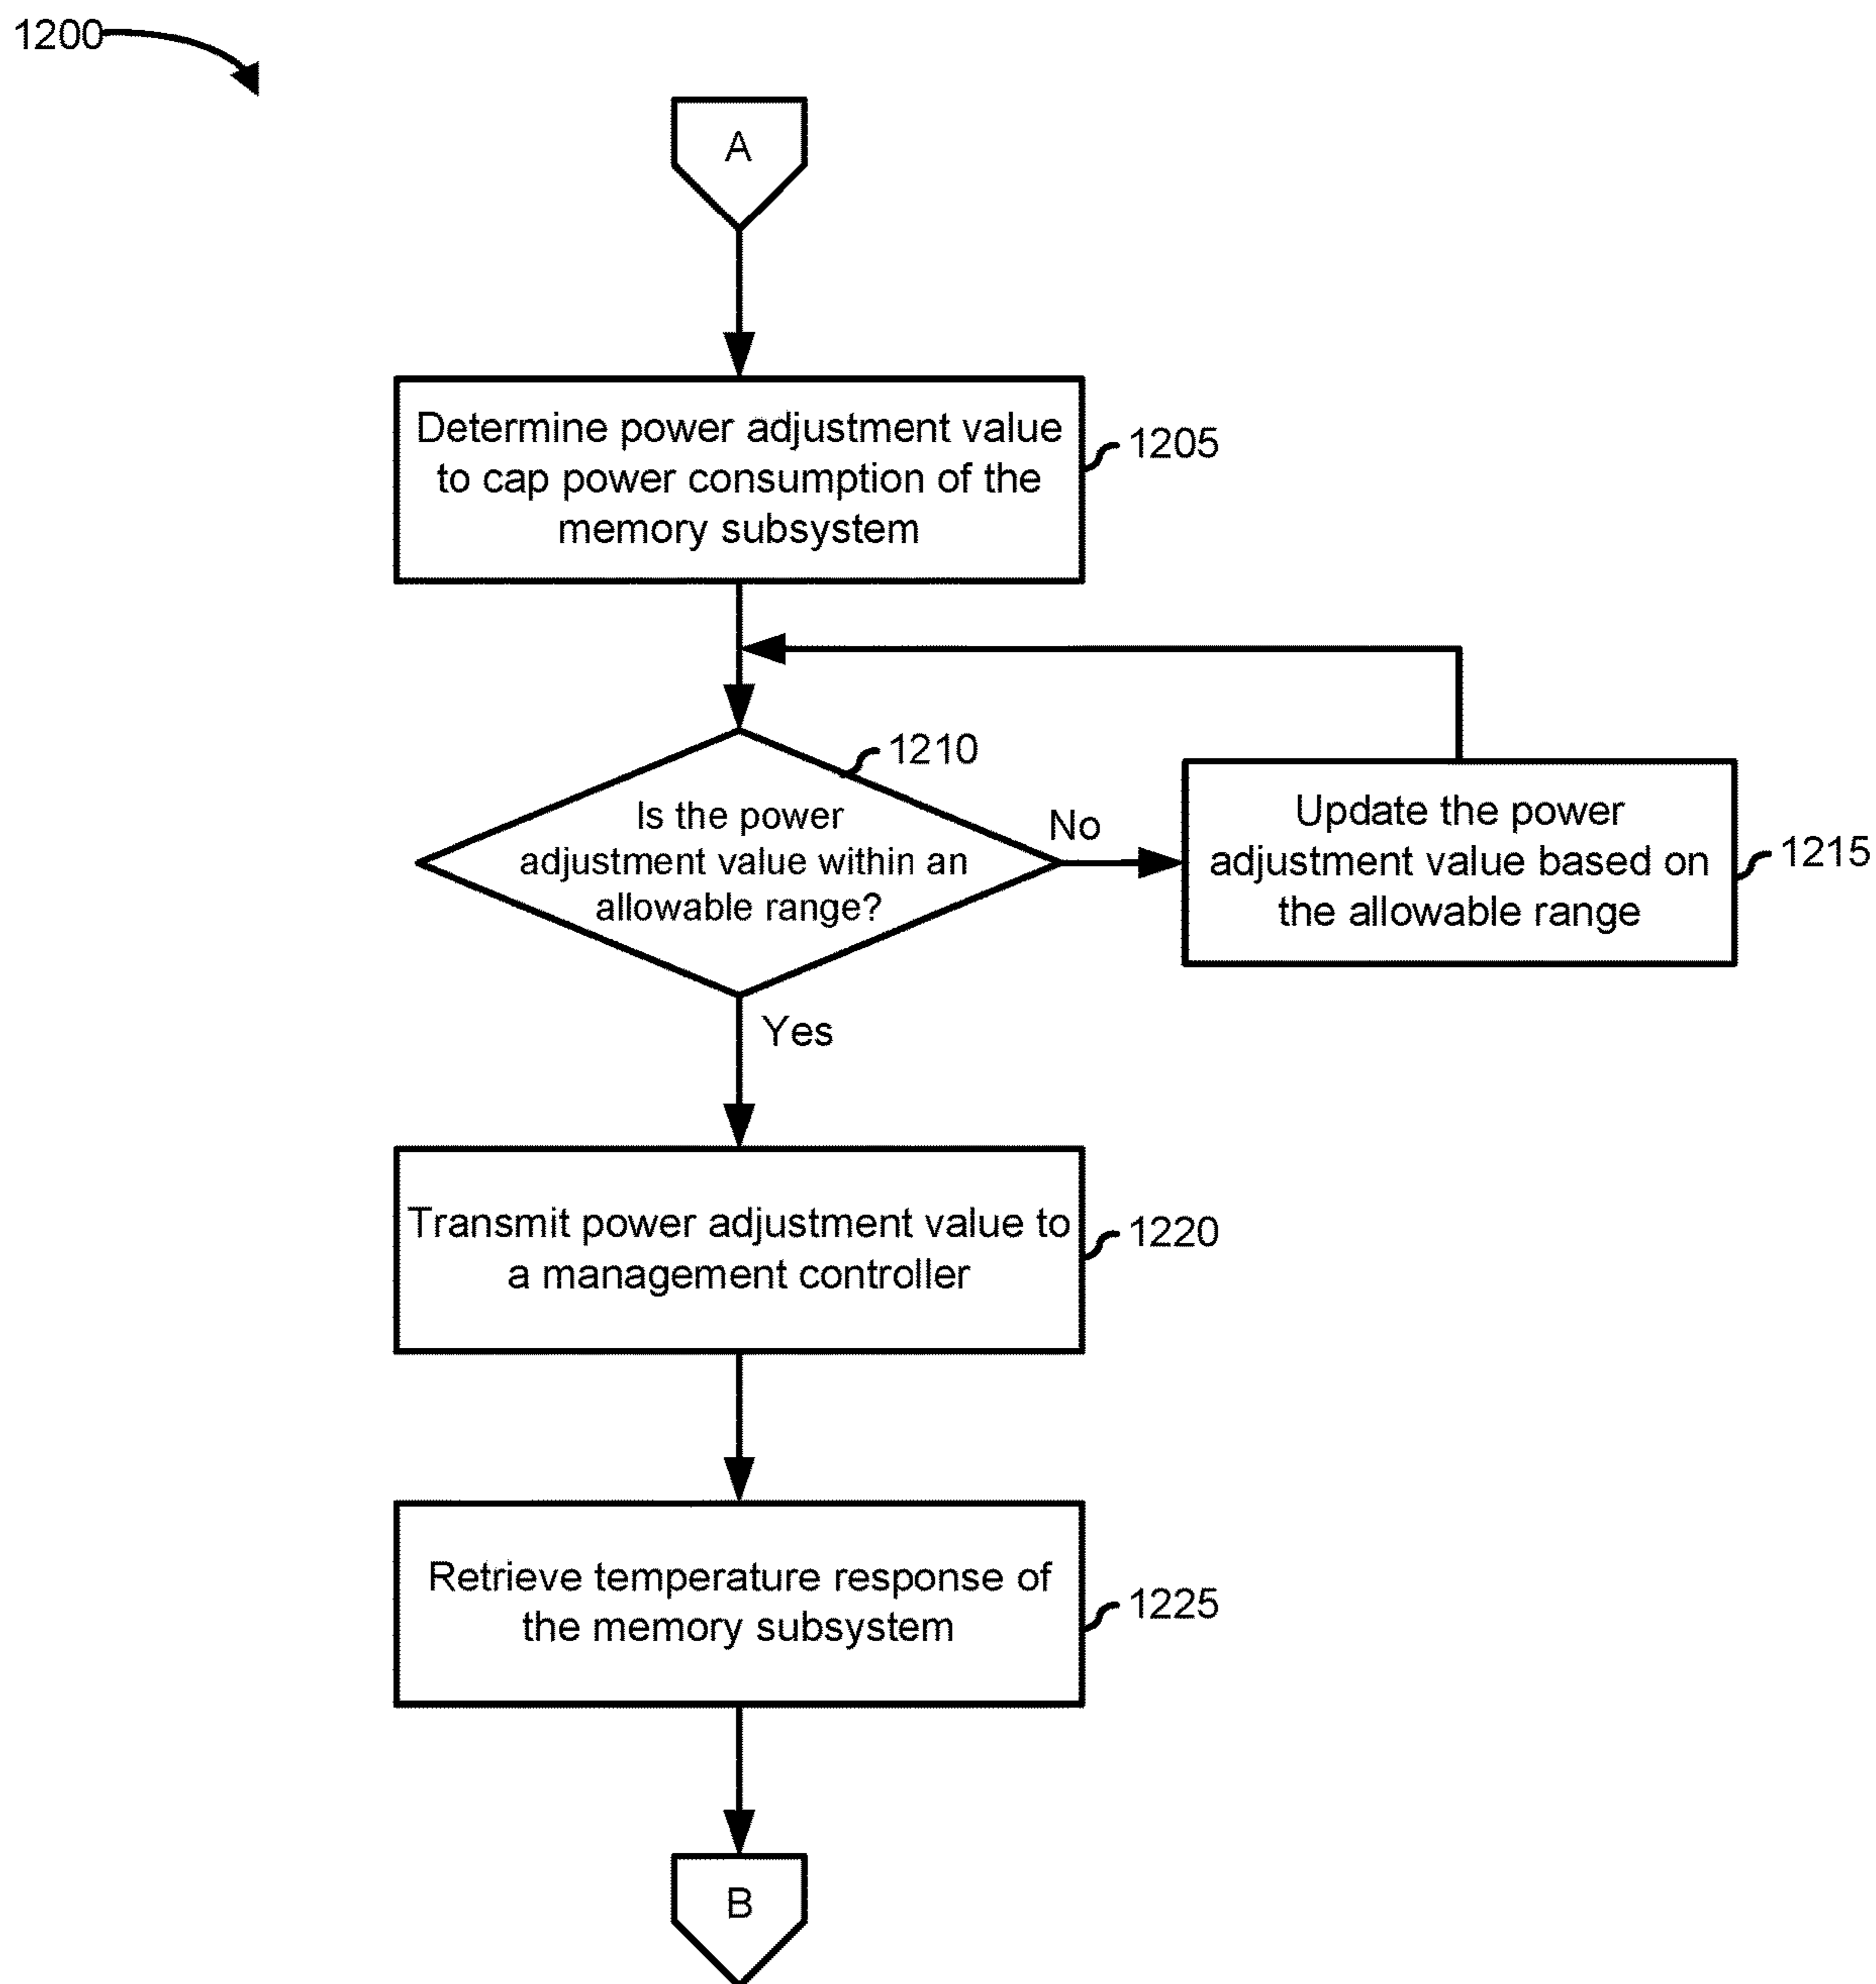 1200
A
Determine power adjustment value
to cap power consumption of the
memory subsystem
1205
1210
Is the power
adjustment value within an
allowable range?
No
Update the power
adjustment value based on
the allowable range
1215
Yes
Transmit power adjustment value to
a management controller
1220
Retrieve temperature response of
the memory subsystem
1225
B